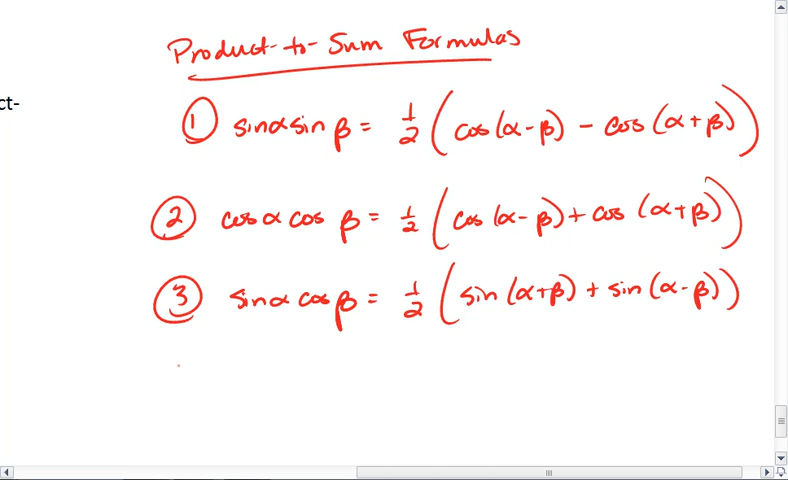 Product-to-Sum Formulas
ct-
① sinα sin β = 1/2 (cos(α-β) - cos(α+β))
② cos α cos β = 1/2 (cos(α-β) + cos(α+β))
③ sinα cos β = 1/2 (sin(α+β) + sin(α-β))